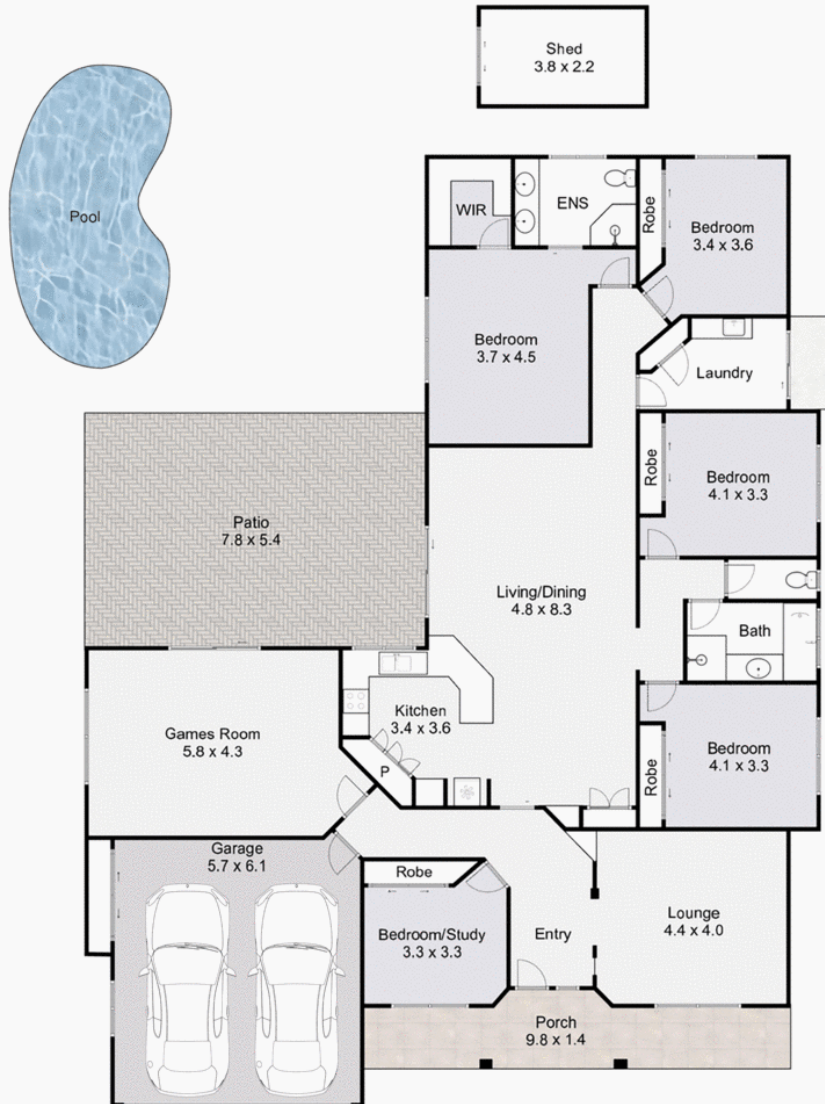 Shed
3.8 x 2.2
Pool
WIR
ENS
Robe
Bedroom
3.4 x 3.6
Bedroom
3.7 x 4.5
Laundry
Robe
Bedroom
4.1 x 3.3
Patio
7.8 x 5.4
Living/Dining
4.8 x 8.3
Bath
Games Room
5.8 x 4.3
Kitchen
3.4 x 3.6
P
Robe
Bedroom
4.1 x 3.3
Garage
5.7 x 6.1
Robe
Bedroom/Study
3.3 x 3.3
Entry
Lounge
4.4 x 4.0
Porch
9.8 x 1.4